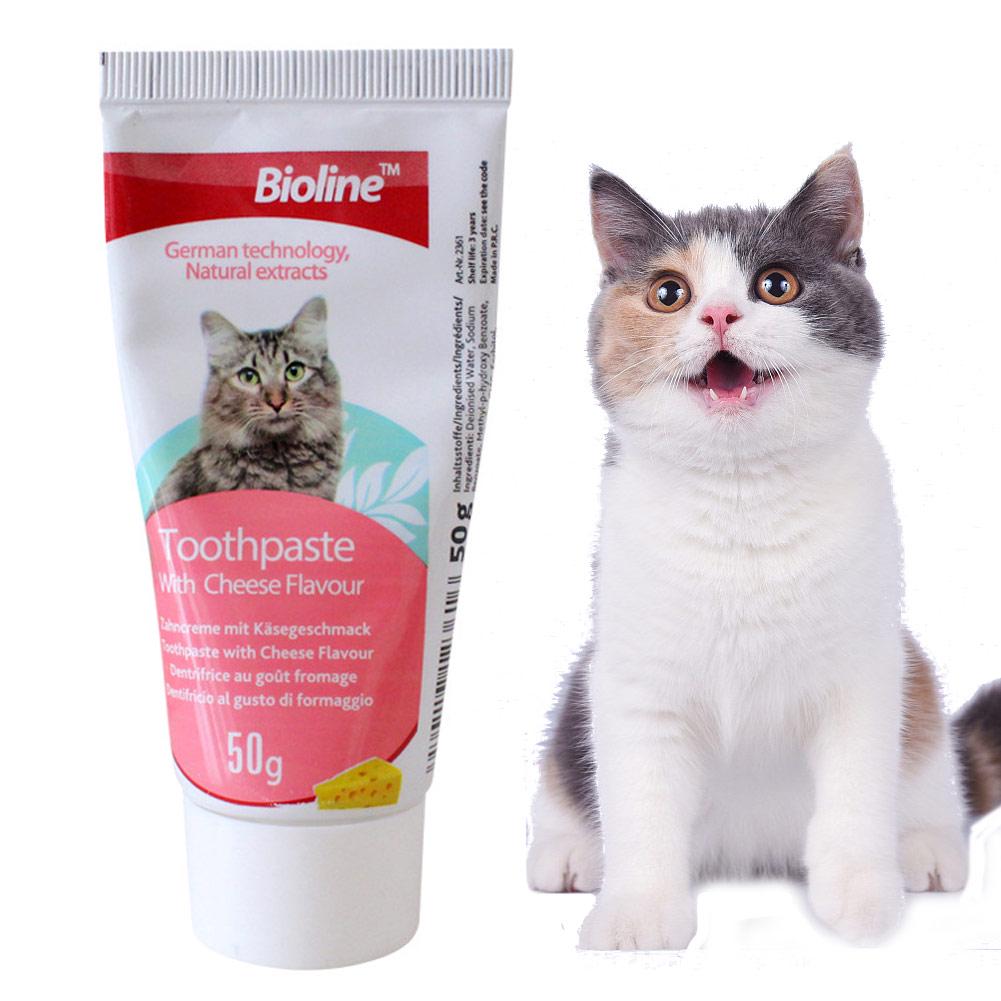 Bioline™
German technology,
Natural extracts
Toothpaste
With Cheese Flavour
Zahncreme mit Käsegeschmack
Toothpaste with Cheese Flavour
Dentrifrice au goût fromage
Dentifricio al gusto di formaggio
50g
Art.-Nr. 2361
Shelf life: 3 years
Expiration date: see the code
Made in P.R.C.
Inhaltsstoffe/Ingredients/Ingrédients/
Ingredienti: Deionised Water, Sodium
Methyl-p-hydroxy Benzoate,
50 g